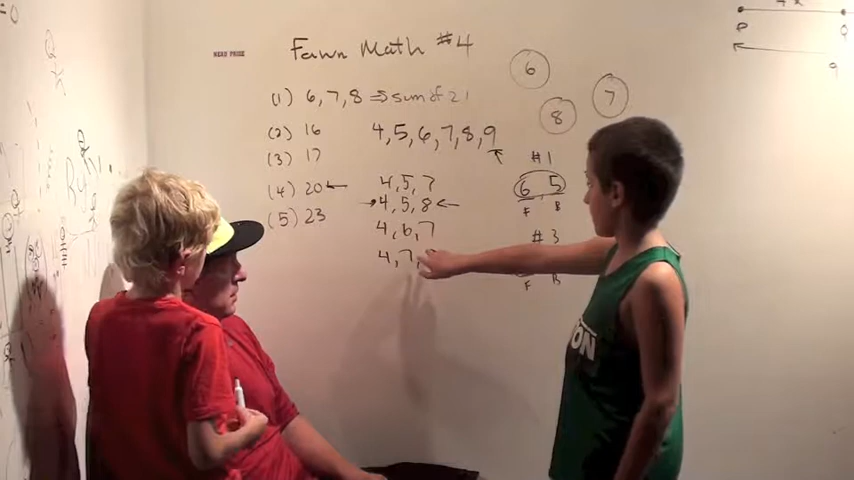 NERD PRIDE
Fawn Math #4
(1) 6,7,8 ⇒ sum of 21
(2) 16
(3) 17
(4) 20 ←
(5) 23
4,5,6,7,8,9
4,5,7
→ 4,5,8 ←
4,6,7
4,7,
6
8
7
#1
6 5
F B
#3
F B
P
Q